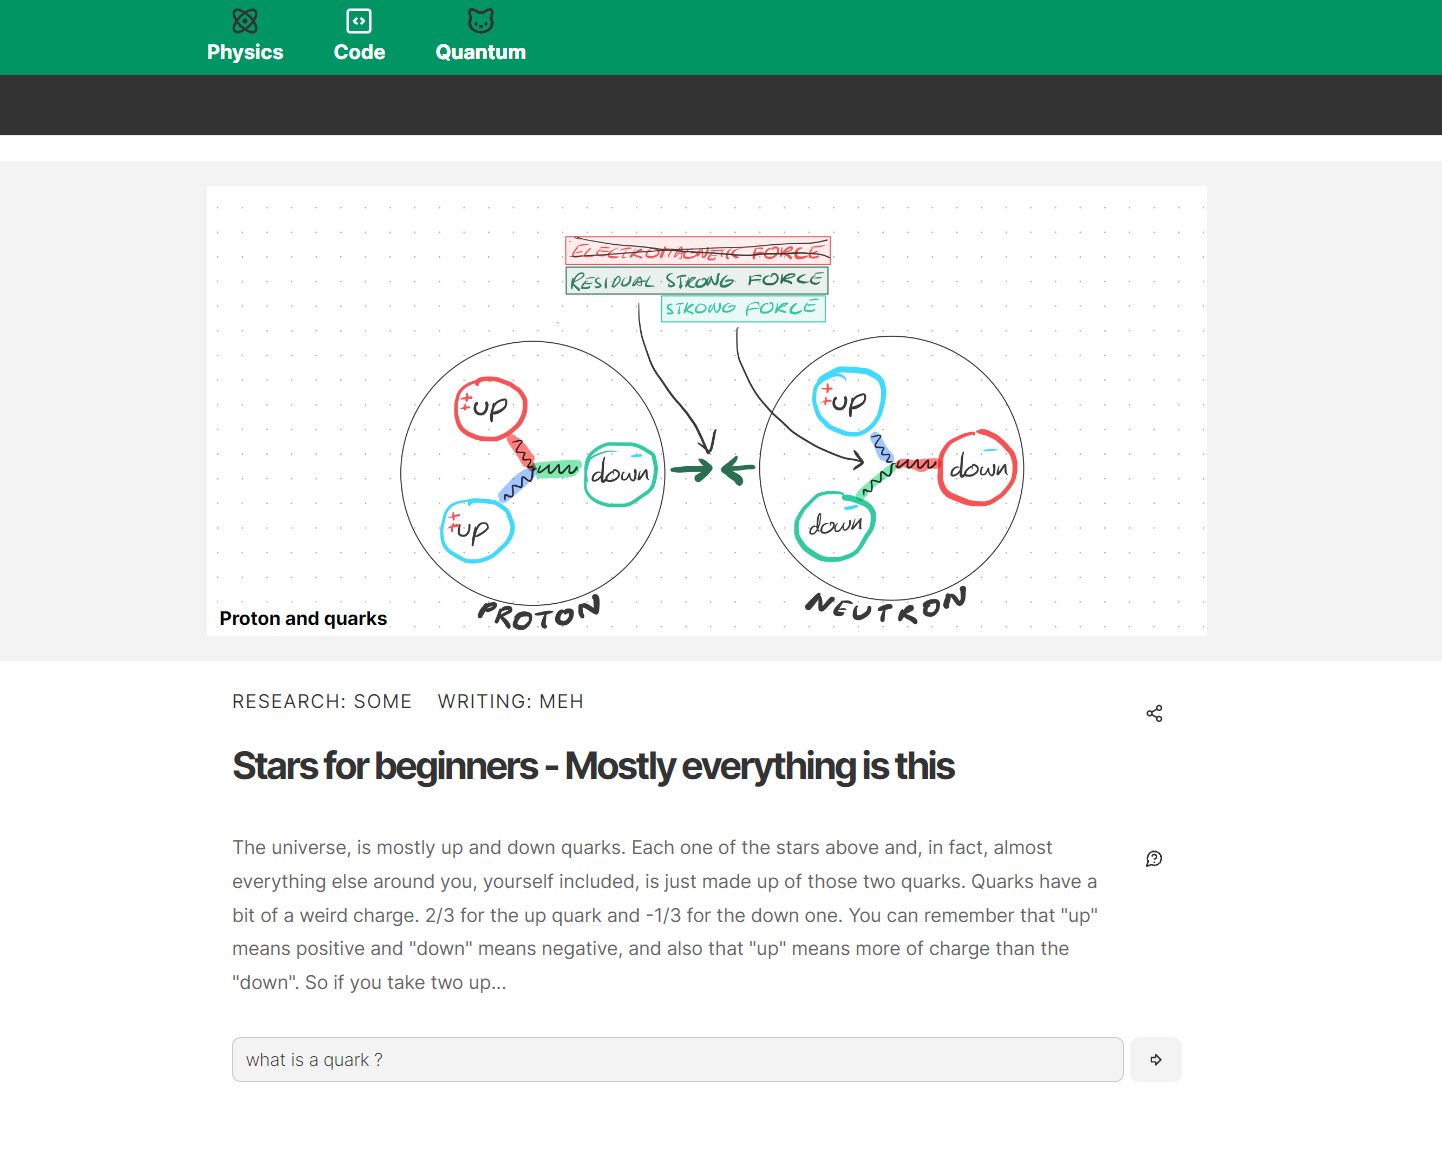 Physics Code Quantum
ELECTROMAGNETIC FORCE
RESIDUAL STRONG FORCE
STRONG FORCE
++up
down
++up
PROTON
++up
down
down
NEUTRON
Proton and quarks
RESEARCH: SOME WRITING: MEH
Stars for beginners - Mostly everything is this
The universe, is mostly up and down quarks. Each one of the stars above and, in fact, almost
everything else around you, yourself included, is just made up of those two quarks. Quarks have a
bit of a weird charge. 2/3 for the up quark and -1/3 for the down one. You can remember that "up"
means positive and "down" means negative, and also that "up" means more of charge than the
"down". So if you take two up...
what is a quark ?